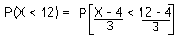 P(X < 12) = P[X - 4/3 < 12 - 4/3]